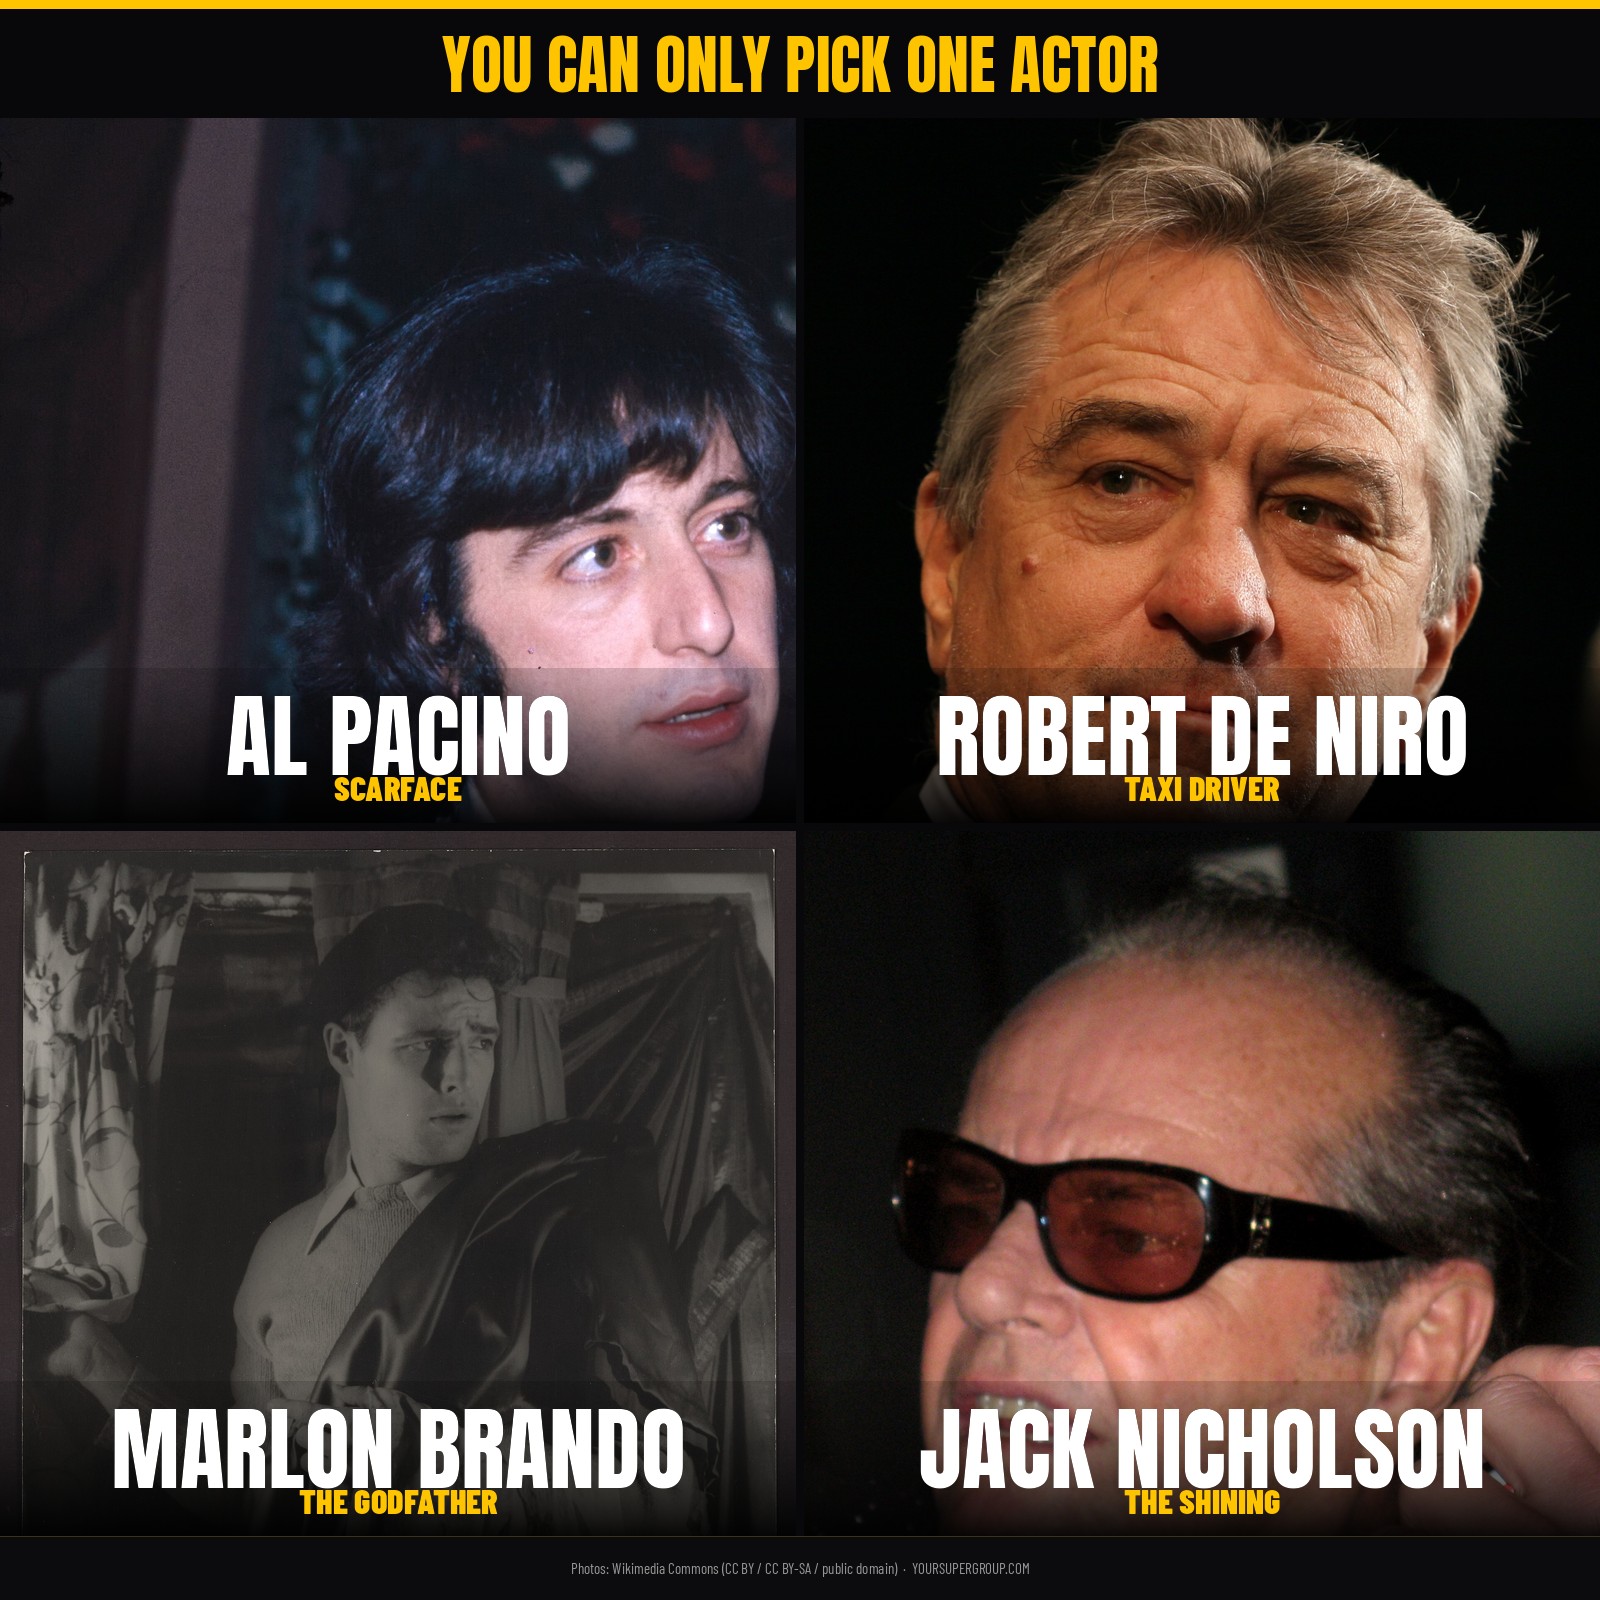 YOU CAN ONLY PICK ONE ACTOR
AL PACINO
SCARFACE
ROBERT DE NIRO
TAXI DRIVER
MARLON BRANDO
THE GODFATHER
JACK NICHOLSON
THE SHINING
Photos: Wikimedia Commons (CC BY / CC BY-SA / public domain) · YOURSUPERGROUP.COM